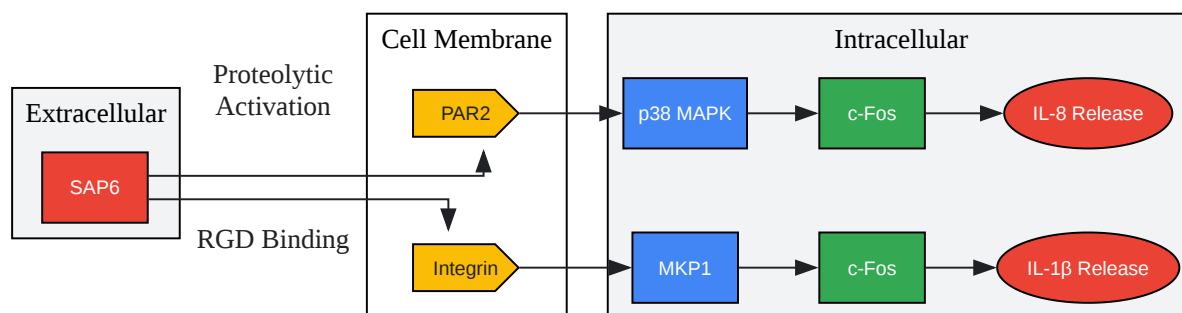 Cell Membrane
Intracellular
Proteolytic
Activation
Extracellular
PAR2
p38 MAPK
c-Fos
IL-8 Release
SAP6
RGD Binding
Integrin
MKP1
c-Fos
IL-1β Release